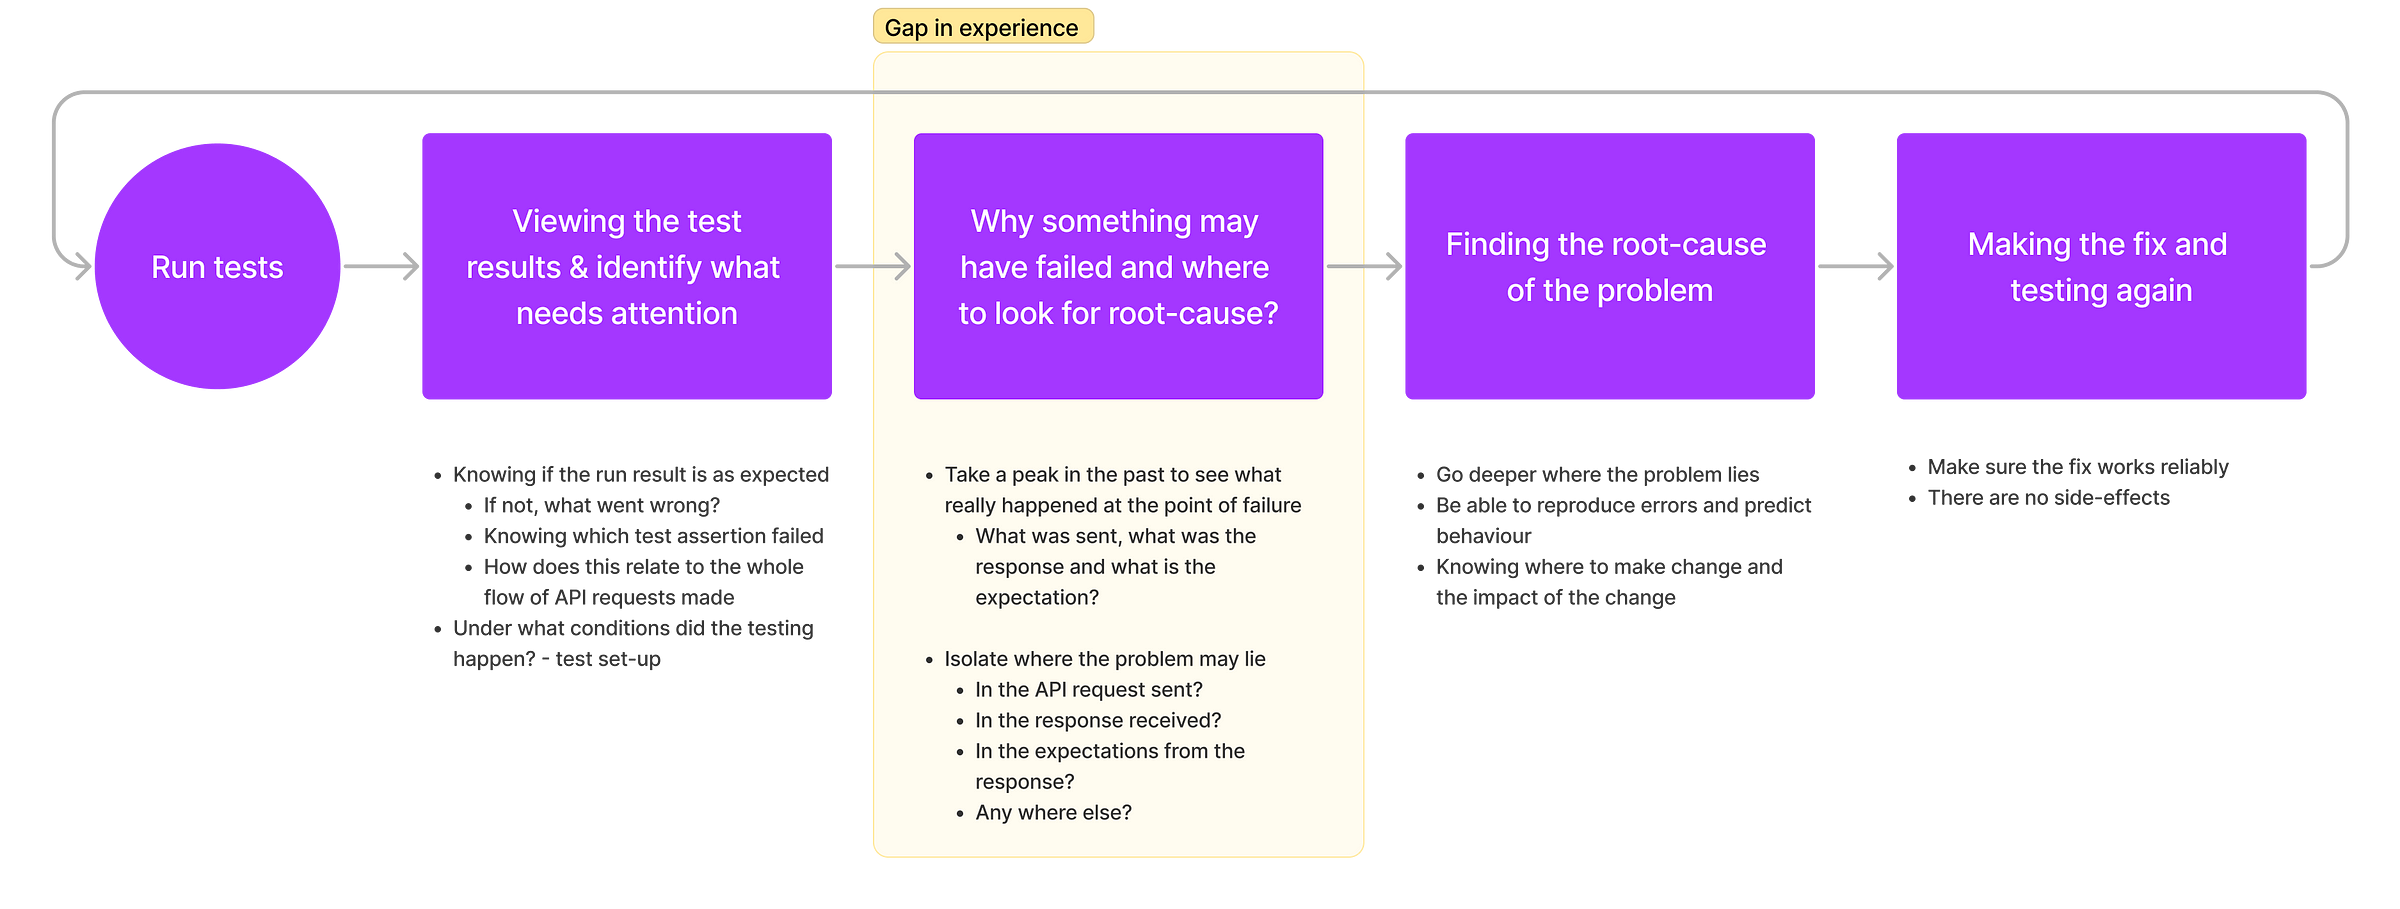 Gap in experience
Run tests
Viewing the test
results & identify what
needs attention
Why something may
have failed and where
to look for root-cause?
Finding the root-cause
of the problem
Making the fix and
testing again
• Knowing if the run result is as expected
• If not, what went wrong?
• Knowing which test assertion failed
• How does this relate to the whole
flow of API requests made
• Under what conditions did the testing
happen? - test set-up
• Take a peak in the past to see what
really happened at the point of failure
• What was sent, what was the
response and what is the
expectation?
• Isolate where the problem may lie
• In the API request sent?
• In the response received?
• In the expectations from the
response?
• Any where else?
• Go deeper where the problem lies
• Be able to reproduce errors and predict
behaviour
• Knowing where to make change and
the impact of the change
• Make sure the fix works reliably
• There are no side-effects